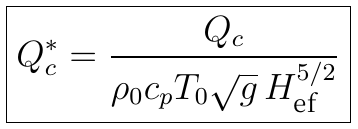 $Q_c^* = \frac{Q_c}{\rho_0 c_p T_0 \sqrt{g} \, H_{\mathrm{ef}}^{5/2}}$